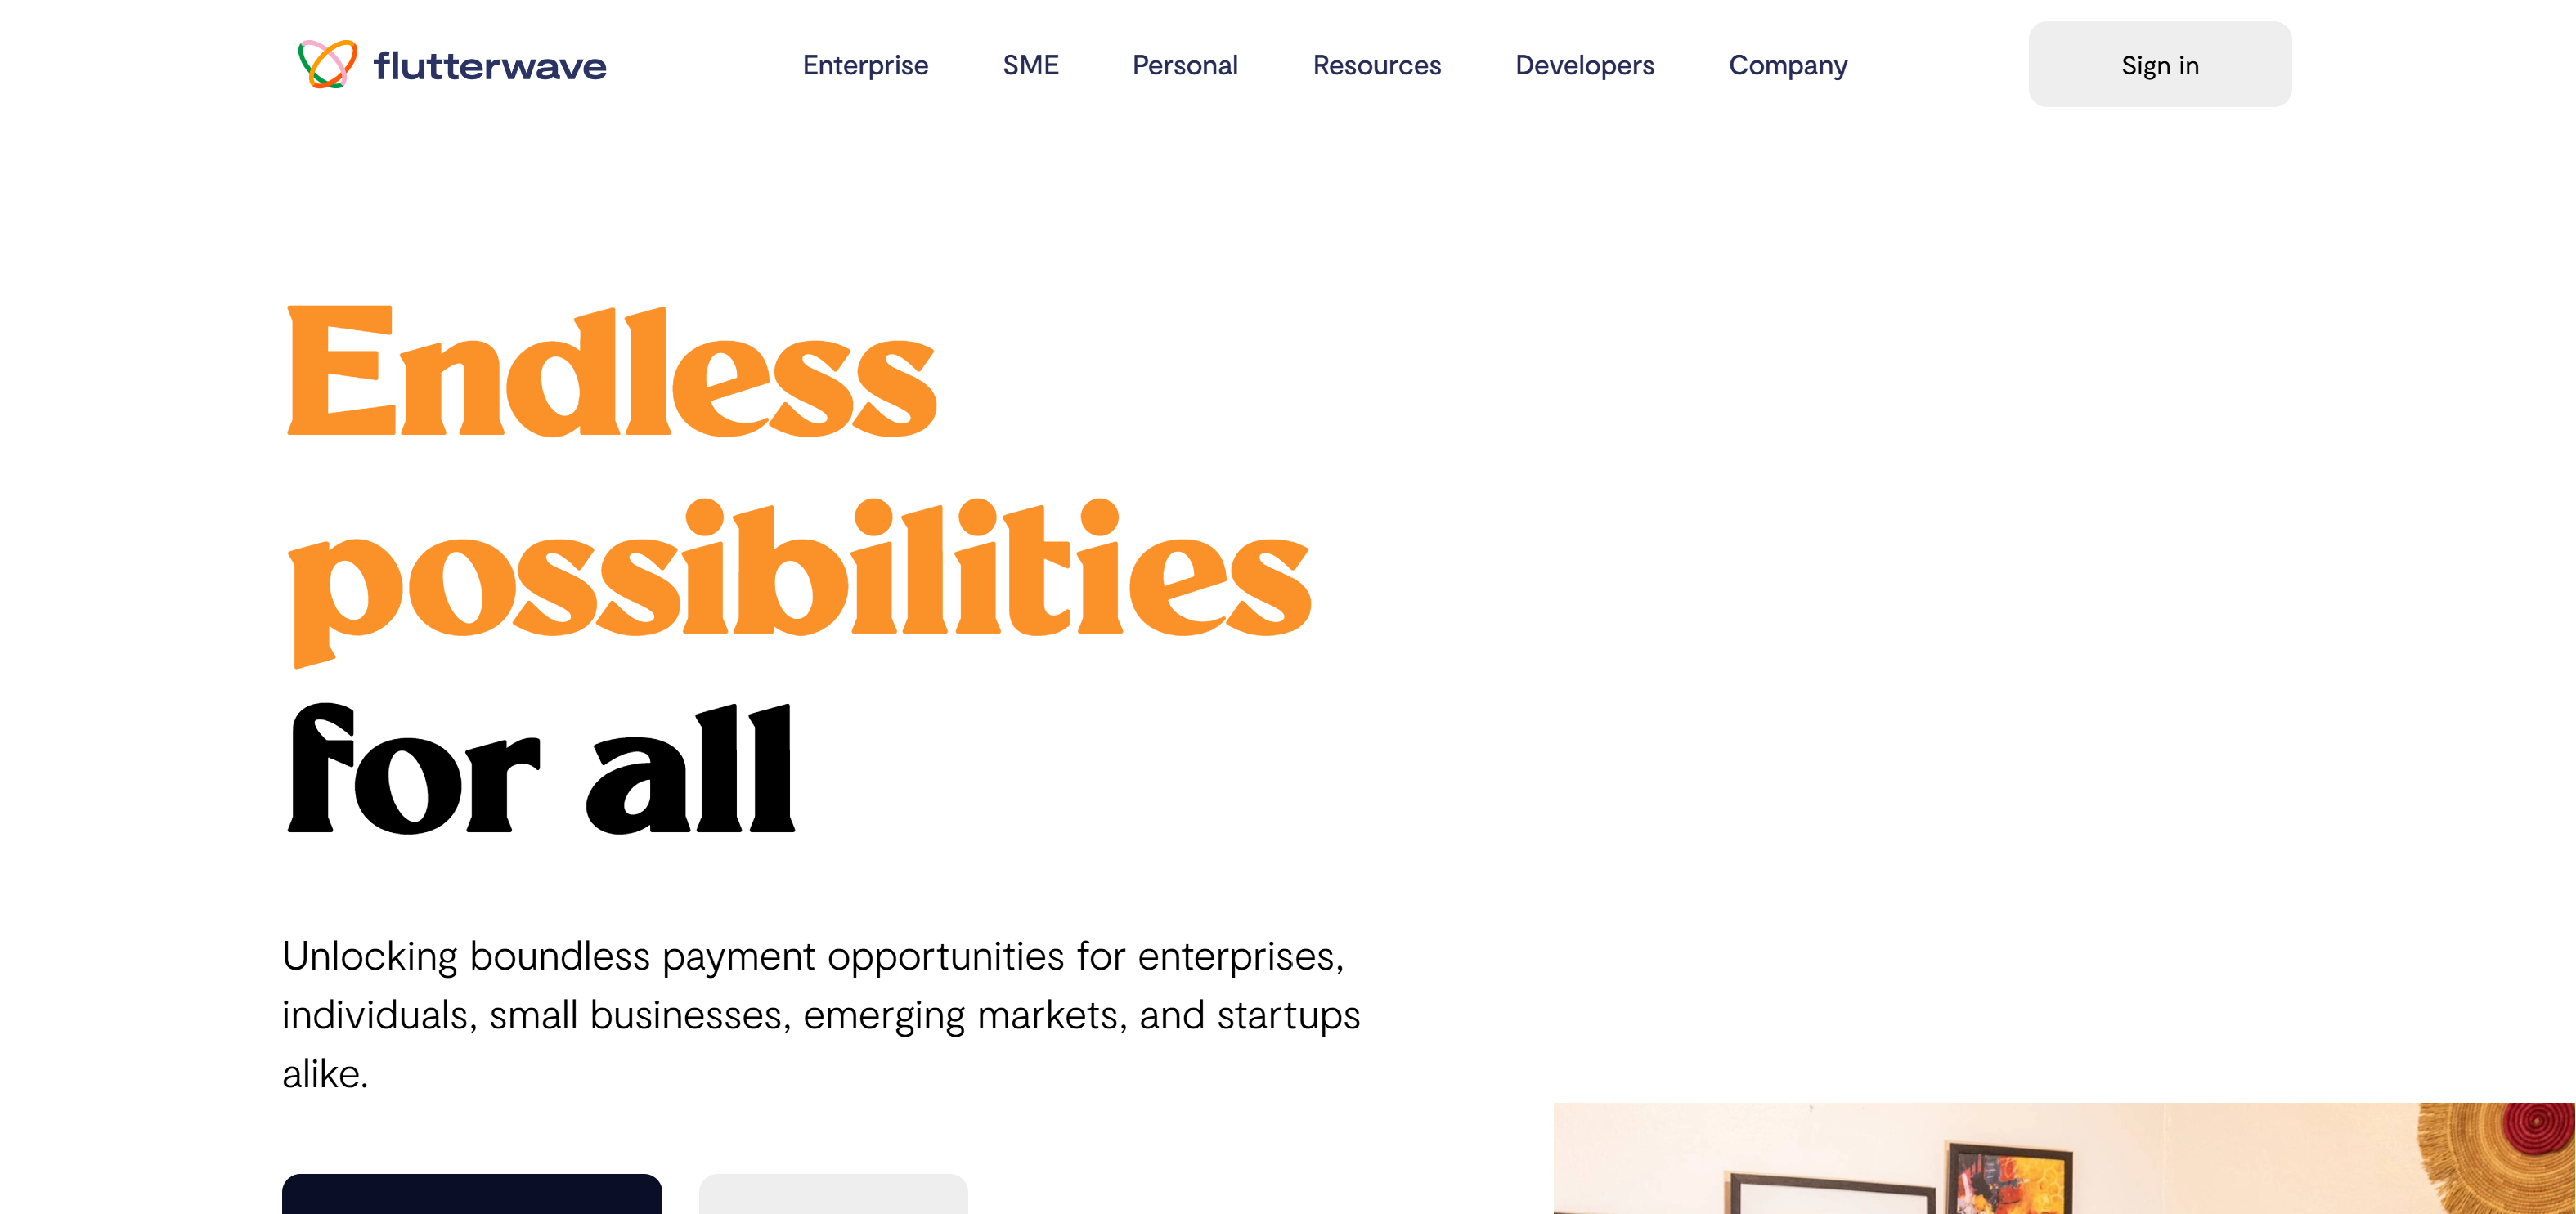 flutterwave
Enterprise SME Personal Resources Developers Company
Sign in
Endless
possibilities
for all
Unlocking boundless payment opportunities for enterprises,
individuals, small businesses, emerging markets, and startups
alike.